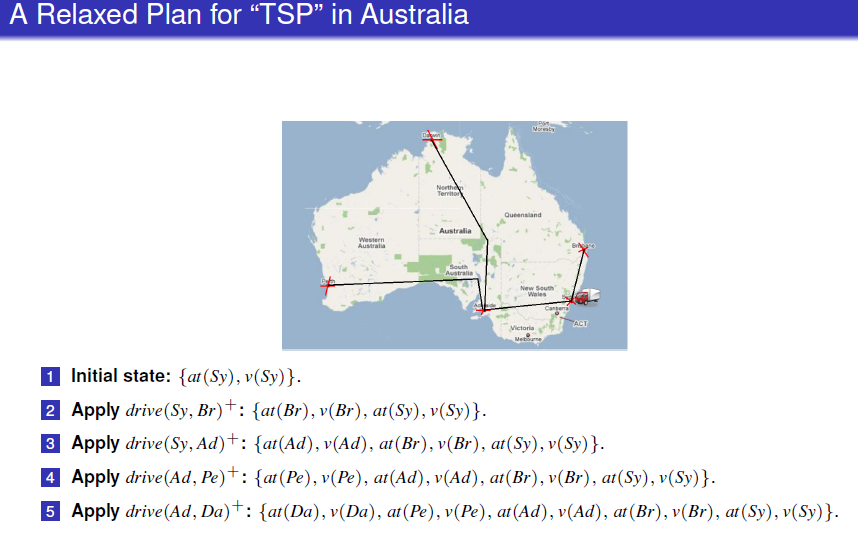 A Relaxed Plan for “TSP” in Australia
Port
Moresby
Darwin
Northern
Territory
Queensland
Australia
Western
Australia
Brisbane
South
Australia
Perth
New South
Wales
Adelaide
Canberra
ACT
Victoria
Melbourne
1 Initial state: {at(Sy), v(Sy)}.
2 Apply drive(Sy, Br)⁺: {at(Br), v(Br), at(Sy), v(Sy)}.
3 Apply drive(Sy, Ad)⁺: {at(Ad), v(Ad), at(Br), v(Br), at(Sy), v(Sy)}.
4 Apply drive(Ad, Pe)⁺: {at(Pe), v(Pe), at(Ad), v(Ad), at(Br), v(Br), at(Sy), v(Sy)}.
5 Apply drive(Ad, Da)⁺: {at(Da), v(Da), at(Pe), v(Pe), at(Ad), v(Ad), at(Br), v(Br), at(Sy), v(Sy)}.